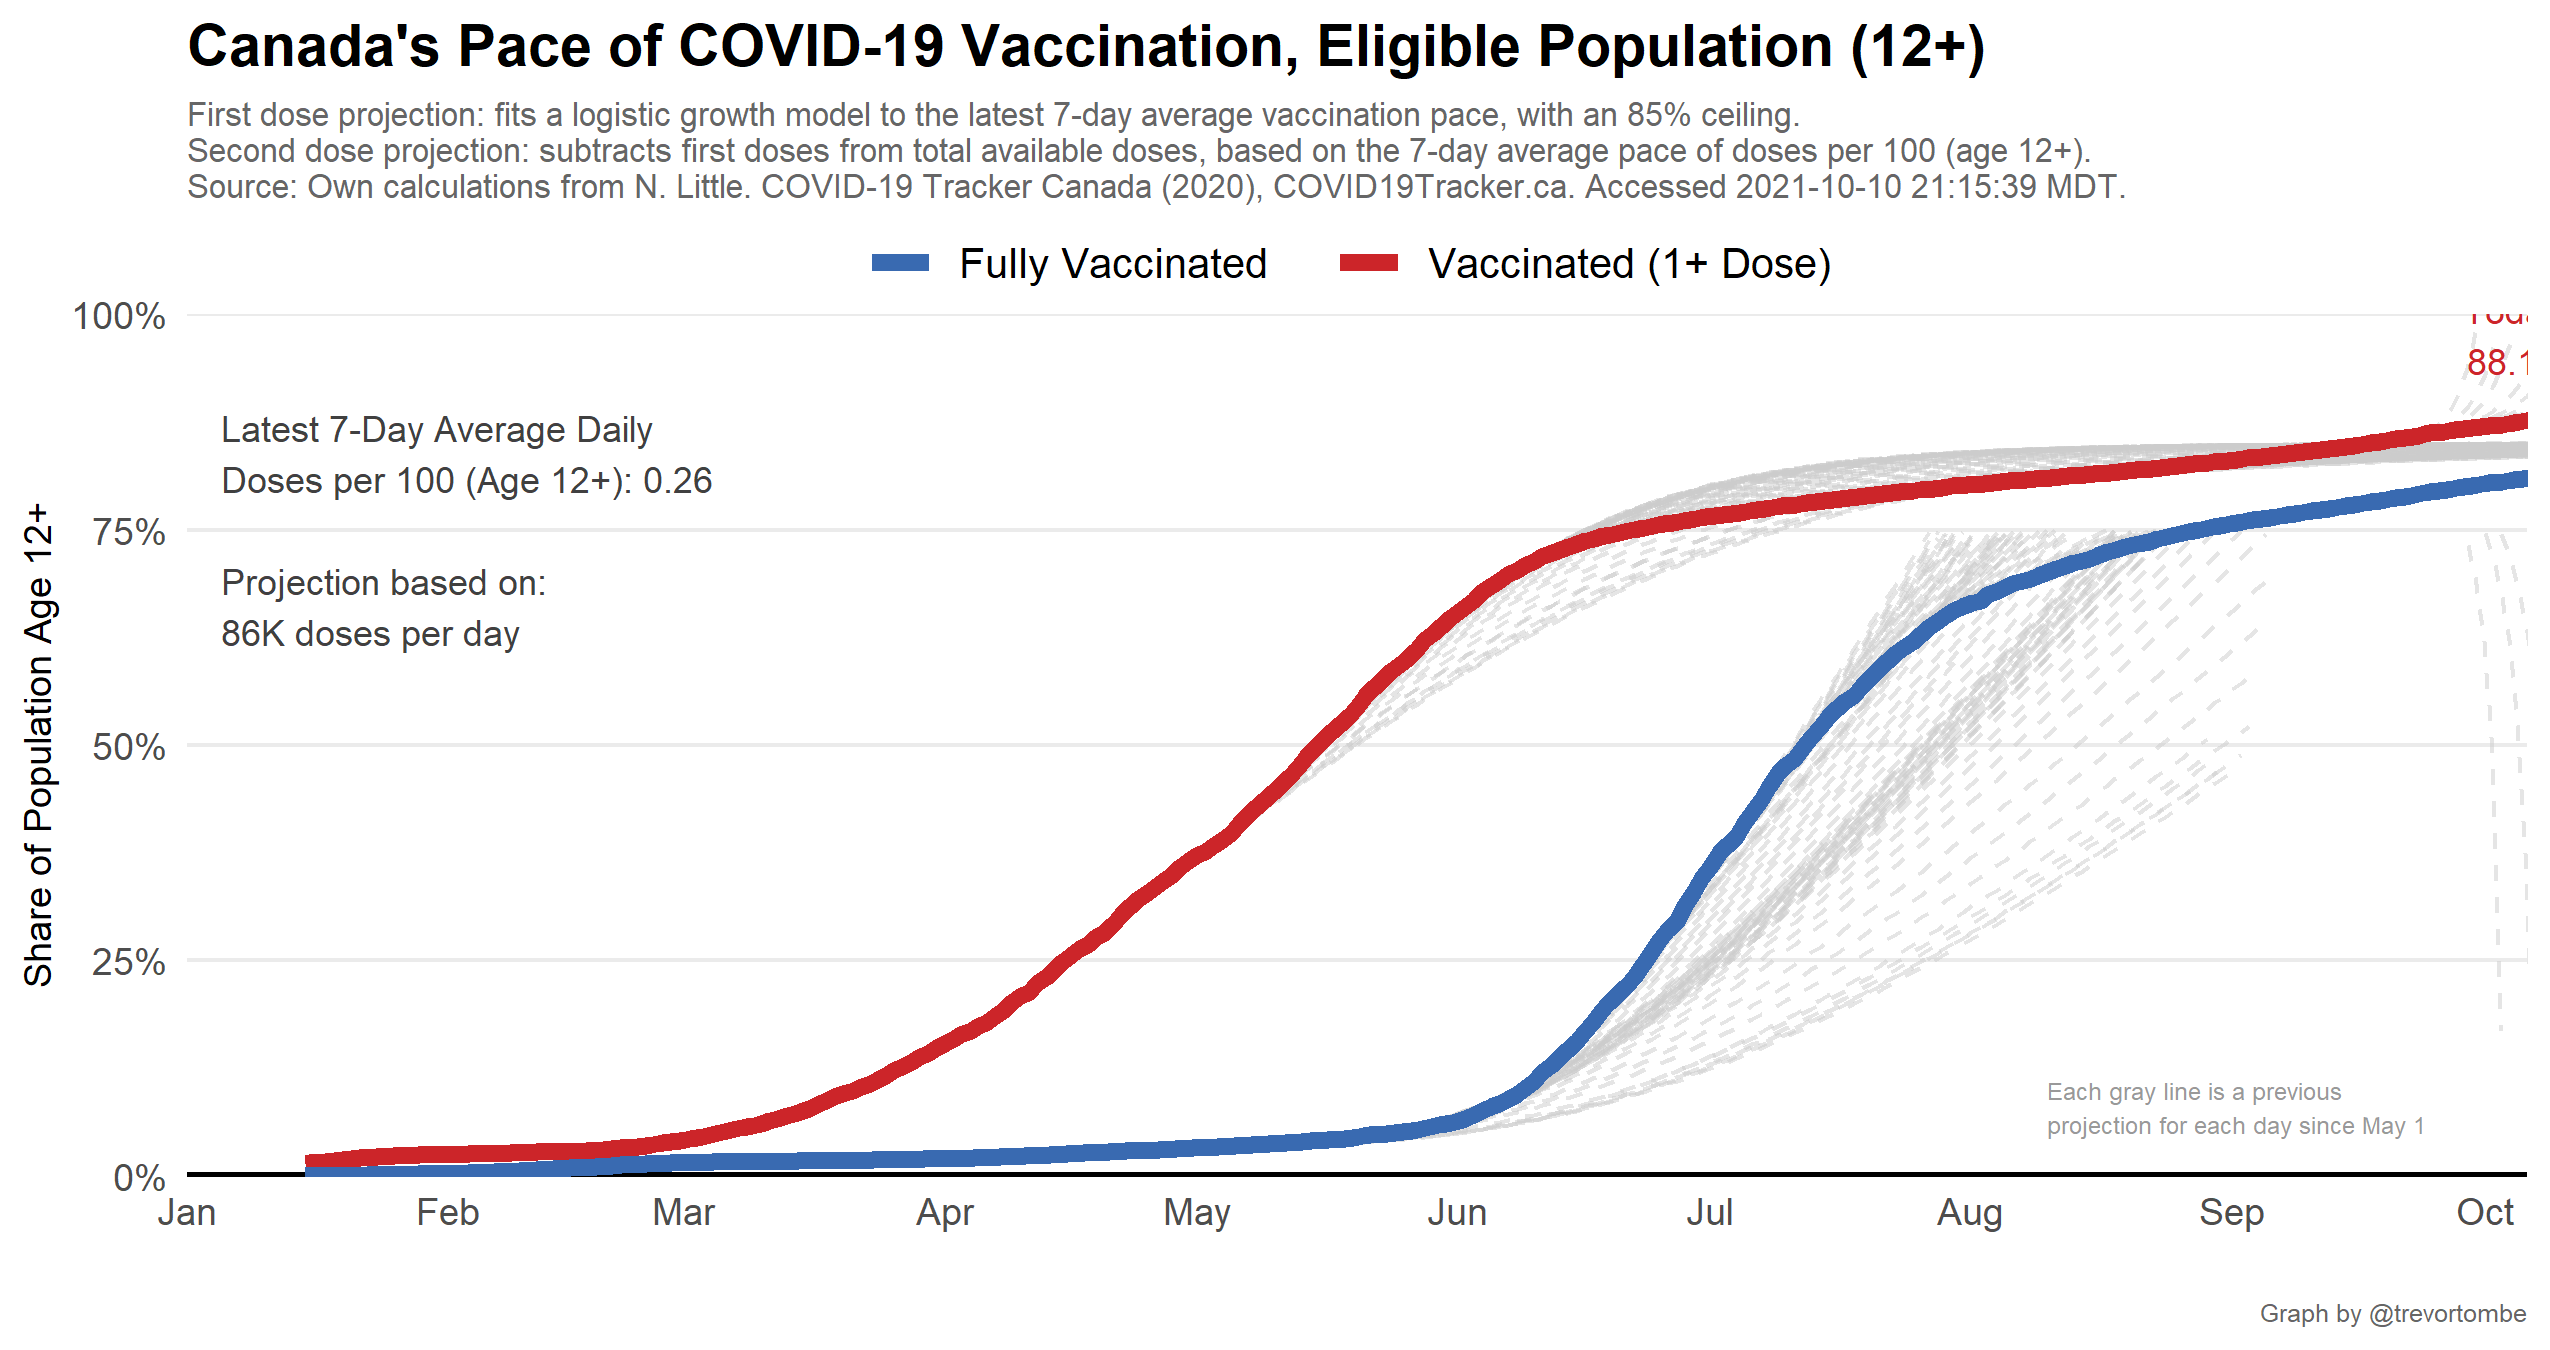 Canada's Pace of COVID-19 Vaccination, Eligible Population (12+)
First dose projection: fits a logistic growth model to the latest 7-day average vaccination pace, with an 85% ceiling.
Second dose projection: subtracts first doses from total available doses, based on the 7-day average pace of doses per 100 (age 12+).
Source: Own calculations from N. Little. COVID-19 Tracker Canada (2020), COVID19Tracker.ca. Accessed 2021-10-10 21:15:39 MDT.
Fully Vaccinated
Vaccinated (1+ Dose)
100%
75%
50%
25%
0%
Share of Population Age 12+
88.1
Latest 7-Day Average Daily
Doses per 100 (Age 12+): 0.26
Projection based on:
86K doses per day
Each gray line is a previous
projection for each day since May 1
Jan
Feb
Mar
Apr
May
Jun
Jul
Aug
Sep
Oct
Graph by @trevortombe